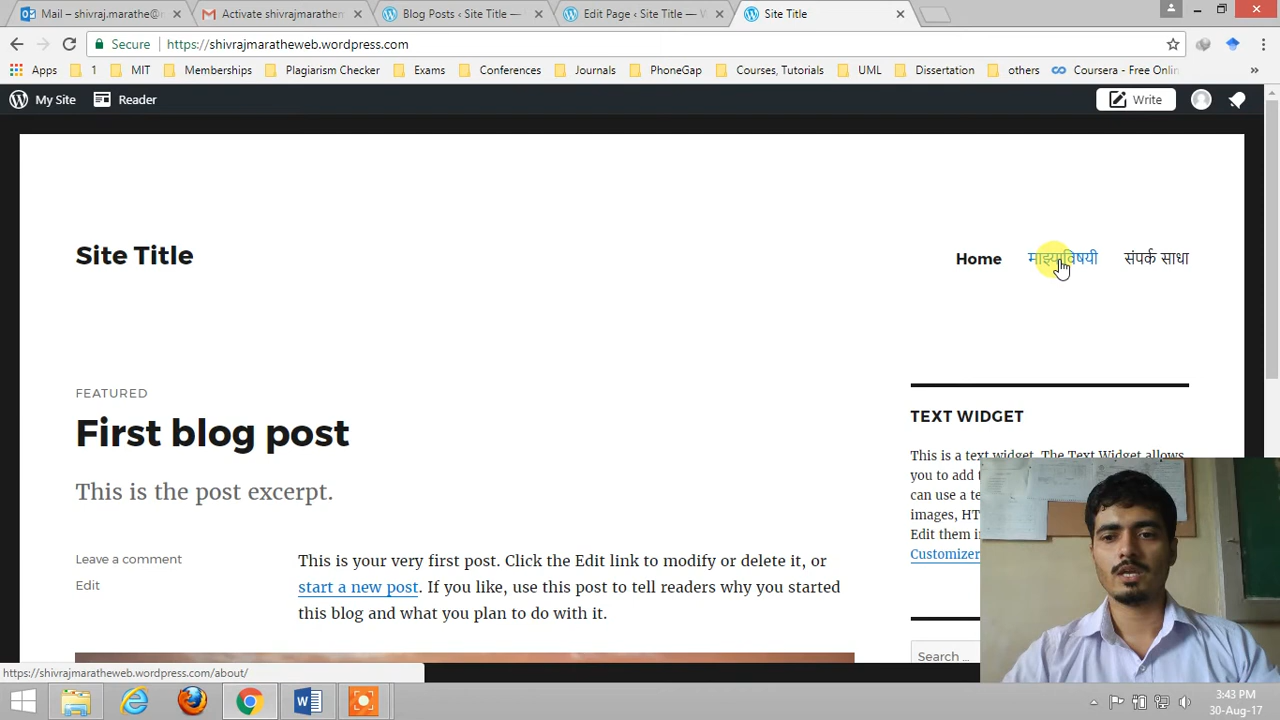 Mail – shivraj.marathe@
Activate shivrajmarathe
Blog Posts ‹ Site Title —
Edit Page ‹ Site Title — W
Site Title
Secure
https://shivrajmaratheweb.wordpress.com
Apps
1
MIT
Memberships
Plagiarism Checker
Exams
Conferences
Journals
PhoneGap
Courses, Tutorials
UML
Dissertation
others
Coursera - Free Onlin
»
My Site
Reader
Write
Site Title
Home माझ्याविषयी संपर्क साधा
FEATURED
First blog post
This is the post excerpt.
Leave a comment
Edit
This is your very first post. Click the Edit link to modify or delete it, or
start a new post. If you like, use this post to tell readers why you started
this blog and what you plan to do with it.
TEXT WIDGET
This is a text widget. The Text Widget allows
you to add
can use a te
images, HT
Edit them i
Customizer
Search ...
https://shivrajmaratheweb.wordpress.com/about/
3:43 PM
30-Aug-17